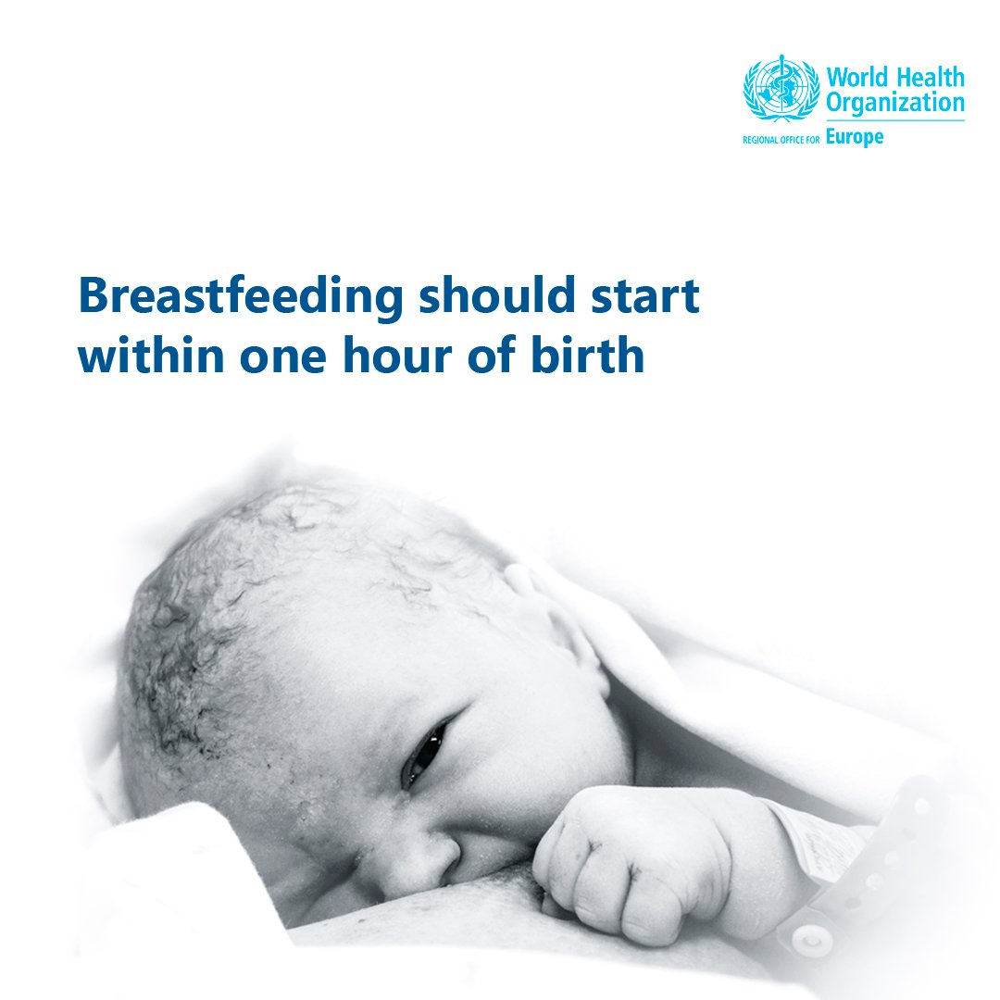 World Health
Organization
REGIONAL OFFICE FOR Europe
Breastfeeding should start
within one hour of birth